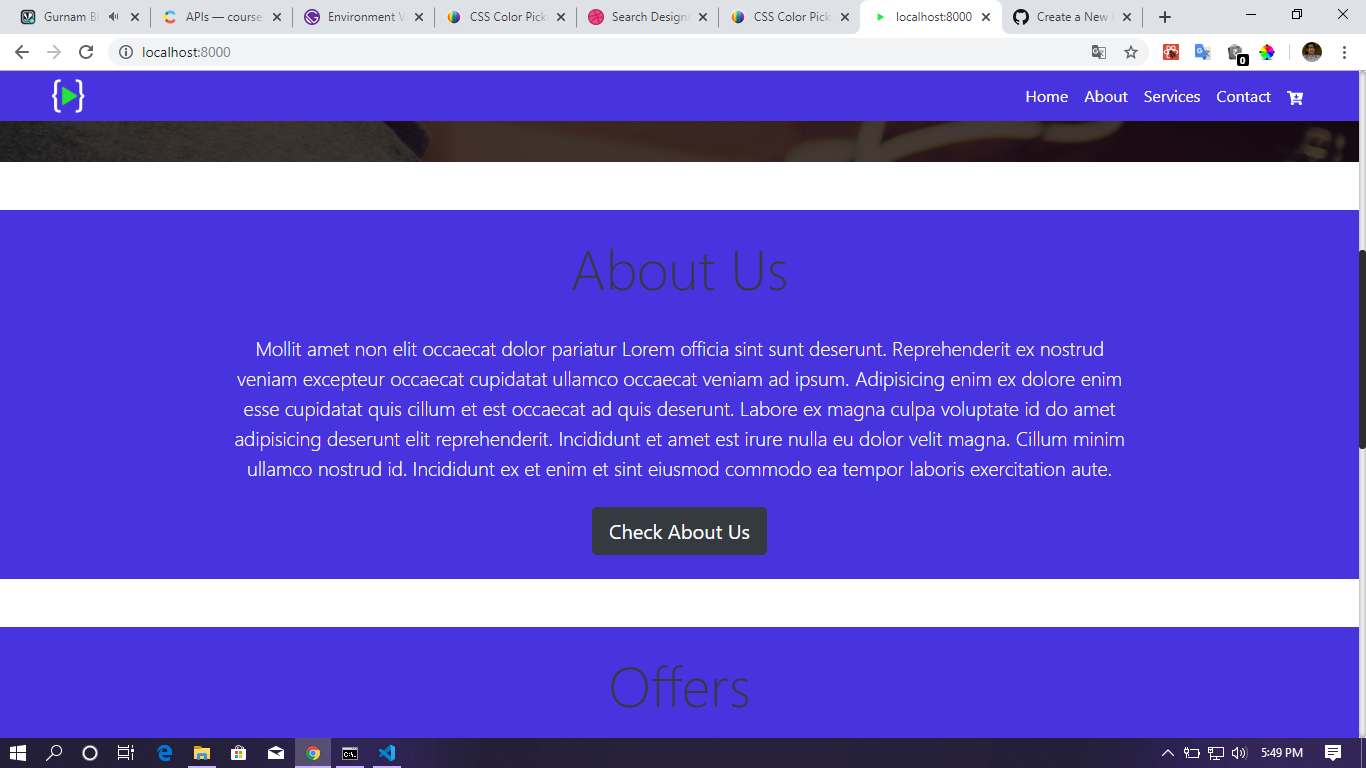 Gurnam Bh
APIs — course
Environment V
CSS Color Pick
Search Designs
CSS Color Pick
localhost:8000
Create a New
localhost:8000
0
{ }
Home About Services Contact
About Us
Mollit amet non elit occaecat dolor pariatur Lorem officia sint sunt deserunt. Reprehenderit ex nostrud
veniam excepteur occaecat cupidatat ullamco occaecat veniam ad ipsum. Adipisicing enim ex dolore enim
esse cupidatat quis cillum et est occaecat ad quis deserunt. Labore ex magna culpa voluptate id do amet
adipisicing deserunt elit reprehenderit. Incididunt et amet est irure nulla eu dolor velit magna. Cillum minim
ullamco nostrud id. Incididunt ex et enim et sint eiusmod commodo ea tempor laboris exercitation aute.
Check About Us
Offers
5:49 PM